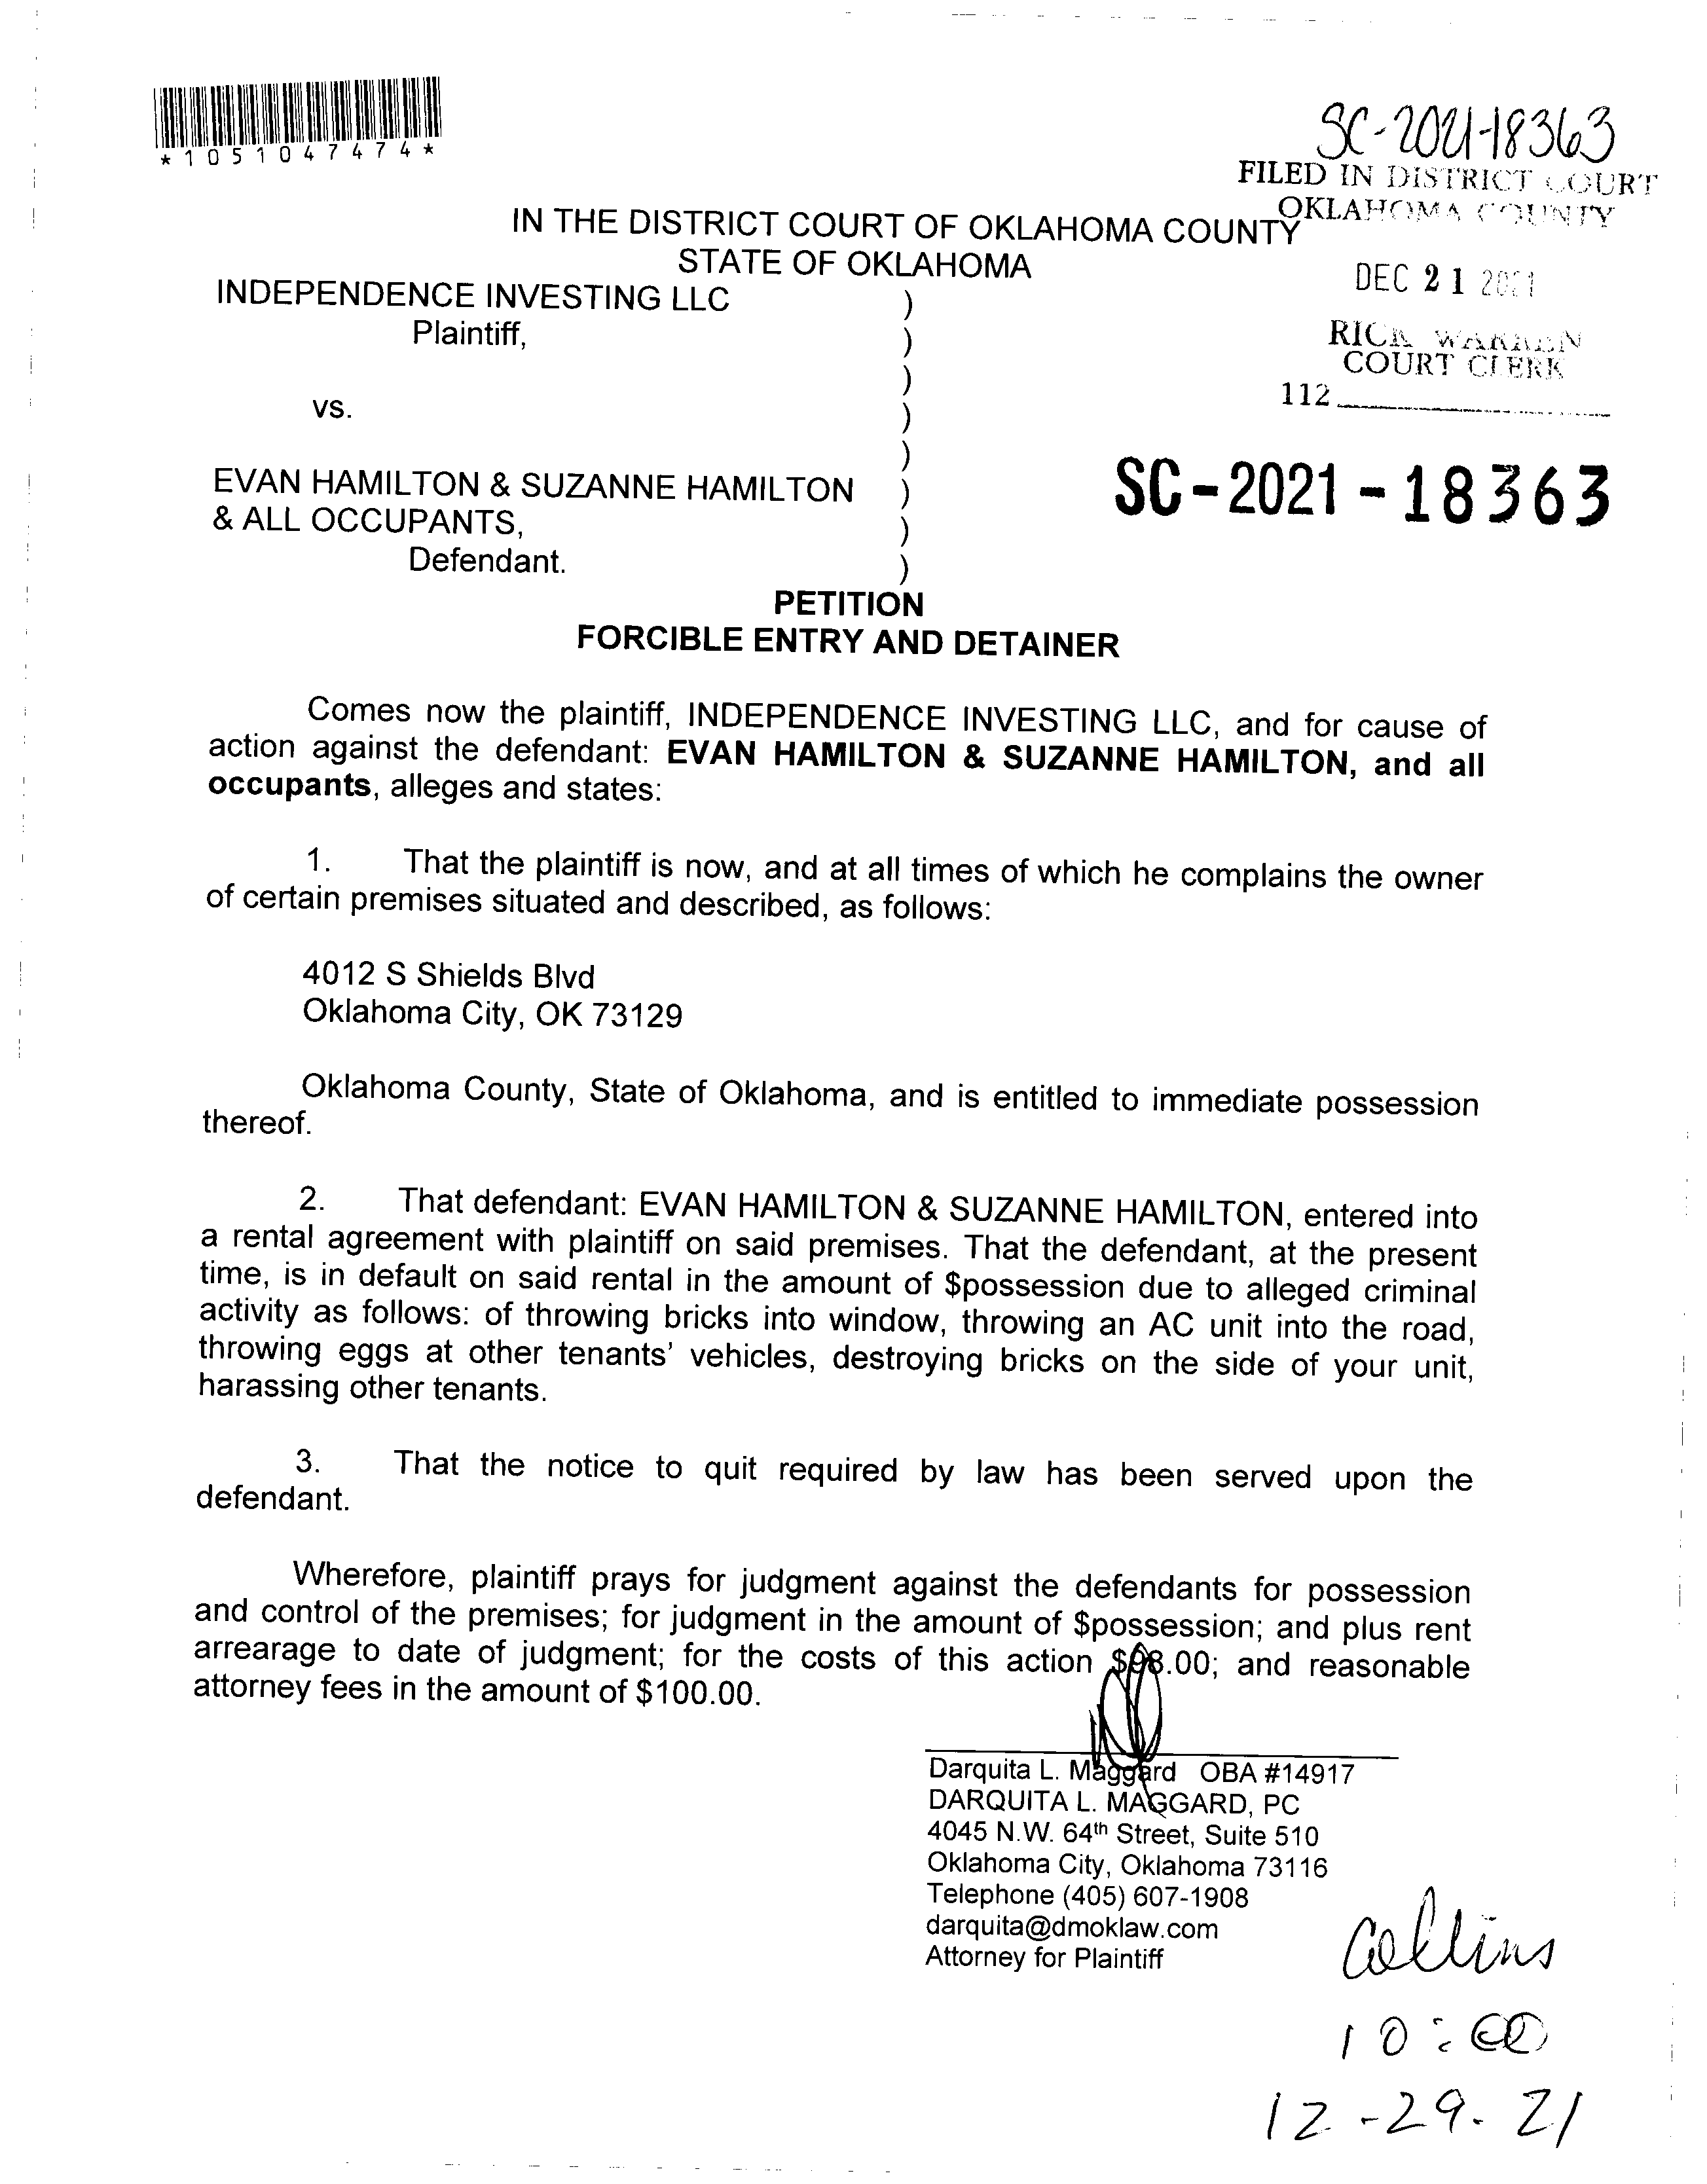 *1051047474*
SC-2021-18363
FILED IN DISTRICT COURT
OKLAHOMA COUNTY
IN THE DISTRICT COURT OF OKLAHOMA COUNTY
STATE OF OKLAHOMA
DEC 21 2021
INDEPENDENCE INVESTING LLC )
Plaintiff, )
RICK WARREN
COURT CLERK
)
112
vs. )
)
EVAN HAMILTON & SUZANNE HAMILTON )
SC-2021-18363
& ALL OCCUPANTS, )
Defendant. )
PETITION
FORCIBLE ENTRY AND DETAINER
Comes now the plaintiff, INDEPENDENCE INVESTING LLC, and for cause of
action against the defendant: EVAN HAMILTON & SUZANNE HAMILTON, and all
occupants, alleges and states:
1. That the plaintiff is now, and at all times of which he complains the owner
of certain premises situated and described, as follows:
4012 S Shields Blvd
Oklahoma City, OK 73129
Oklahoma County, State of Oklahoma, and is entitled to immediate possession
thereof.
2. That defendant: EVAN HAMILTON & SUZANNE HAMILTON, entered into
a rental agreement with plaintiff on said premises. That the defendant, at the present
time, is in default on said rental in the amount of $possession due to alleged criminal
activity as follows: of throwing bricks into window, throwing an AC unit into the road,
throwing eggs at other tenants' vehicles, destroying bricks on the side of your unit,
harassing other tenants.
3. That the notice to quit required by law has been served upon the
defendant.
Wherefore, plaintiff prays for judgment against the defendants for possession
and control of the premises; for judgment in the amount of $possession; and plus rent
arrearage to date of judgment; for the costs of this action $98.00; and reasonable
attorney fees in the amount of $100.00.
Darquita L. Maggard OBA #14917
DARQUITA L. MAGGARD, PC
4045 N.W. 64th Street, Suite 510
Oklahoma City, Oklahoma 73116
Telephone (405) 607-1908
darquita@dmoklaw.com
Attorney for Plaintiff
Collins
10:00
12-29-21